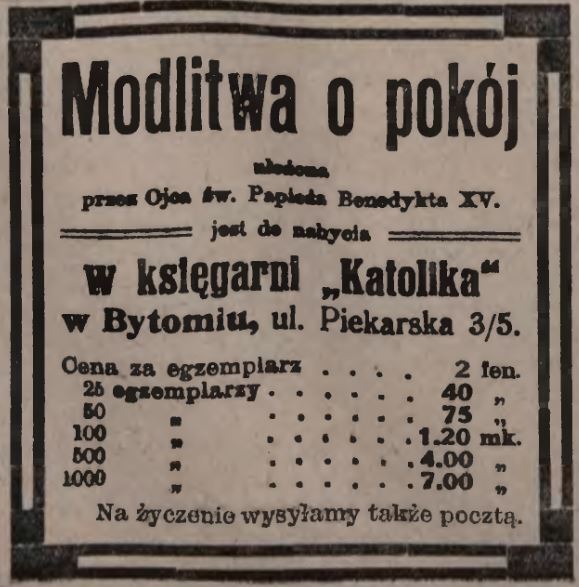 Modlitwa o pokój
ułożona
przez Ojca św. Papieża Benedykta XV.
jest do nabycia
w księgarni „Katolika“
w Bytomiu, ul. Piekarska 3/5.
Cena za egzemplarz . . . . 2 fen.
25 egzemplarzy . . . . . . 40 „
50 „ . . . . . . 75 „
100 „ . . . . . . 1.20 mk.
500 „ . . . . . . 4.00 „
1000 „ . . . . . . 7.00 „
Na życzenie wysyłamy także pocztą.